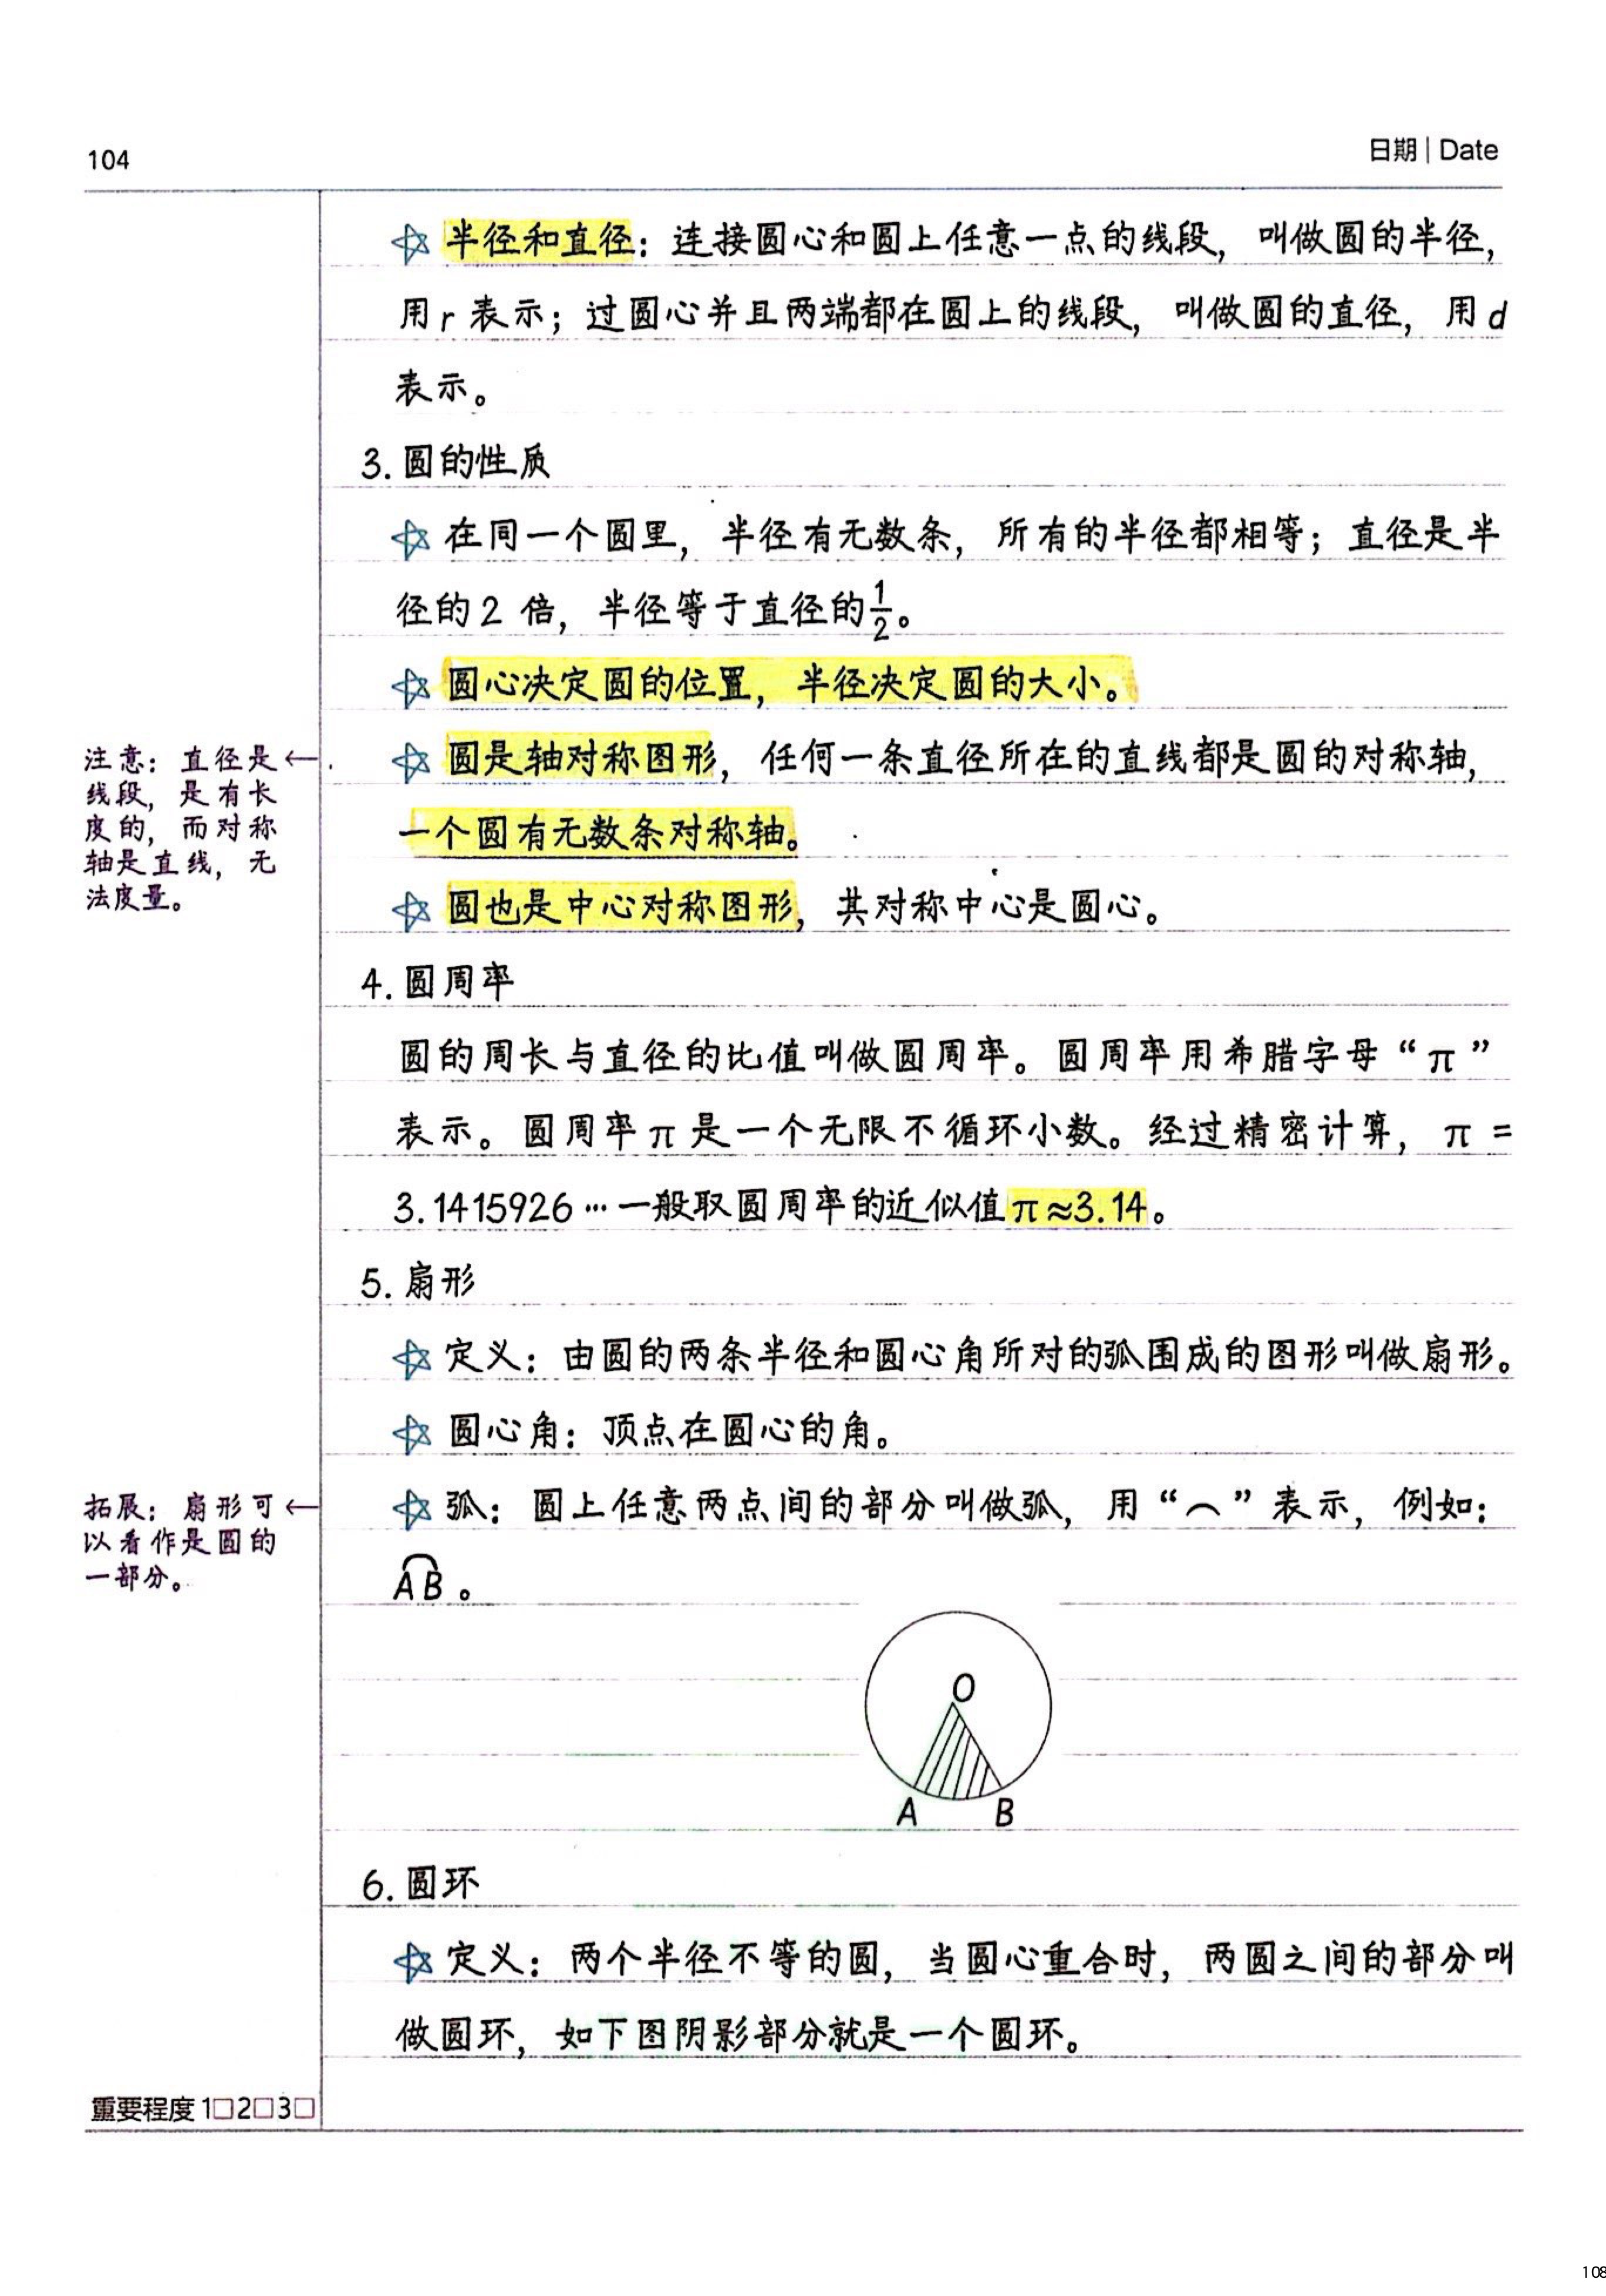 104
日期 | Date
☆ 半径和直径：连接圆心和圆上任意一点的线段，叫做圆的半径，
用 r 表示；过圆心并且两端都在圆上的线段，叫做圆的直径，用 d
表示。
3. 圆的性质
☆ 在同一个圆里，半径有无数条，所有的半径都相等；直径是半
径的 2 倍，半径等于直径的 1/2。
☆ 圆心决定圆的位置，半径决定圆的大小。
☆ 圆是轴对称图形，任何一条直径所在的直线都是圆的对称轴，
一个圆有无数条对称轴。
☆ 圆也是中心对称图形，其对称中心是圆心。
注意：直径是←
线段，是有长
度的，而对称
轴是直线，无
法度量。
4. 圆周率
圆的周长与直径的比值叫做圆周率。圆周率用希腊字母“π”
表示。圆周率 π 是一个无限不循环小数。经过精密计算，π =
3.1415926 … 一般取圆周率的近似值 π≈3.14。
5. 扇形
☆ 定义：由圆的两条半径和圆心角所对的弧围成的图形叫做扇形。
☆ 圆心角：顶点在圆心的角。
☆ 弧：圆上任意两点间的部分叫做弧，用“⌒”表示，例如：
A͡B。
拓展：扇形可←
以看作是圆的
一部分。
O
A B
6. 圆环
☆ 定义：两个半径不等的圆，当圆心重合时，两圆之间的部分叫
做圆环，如下图阴影部分就是一个圆环。
重要程度 1□2□3□
108